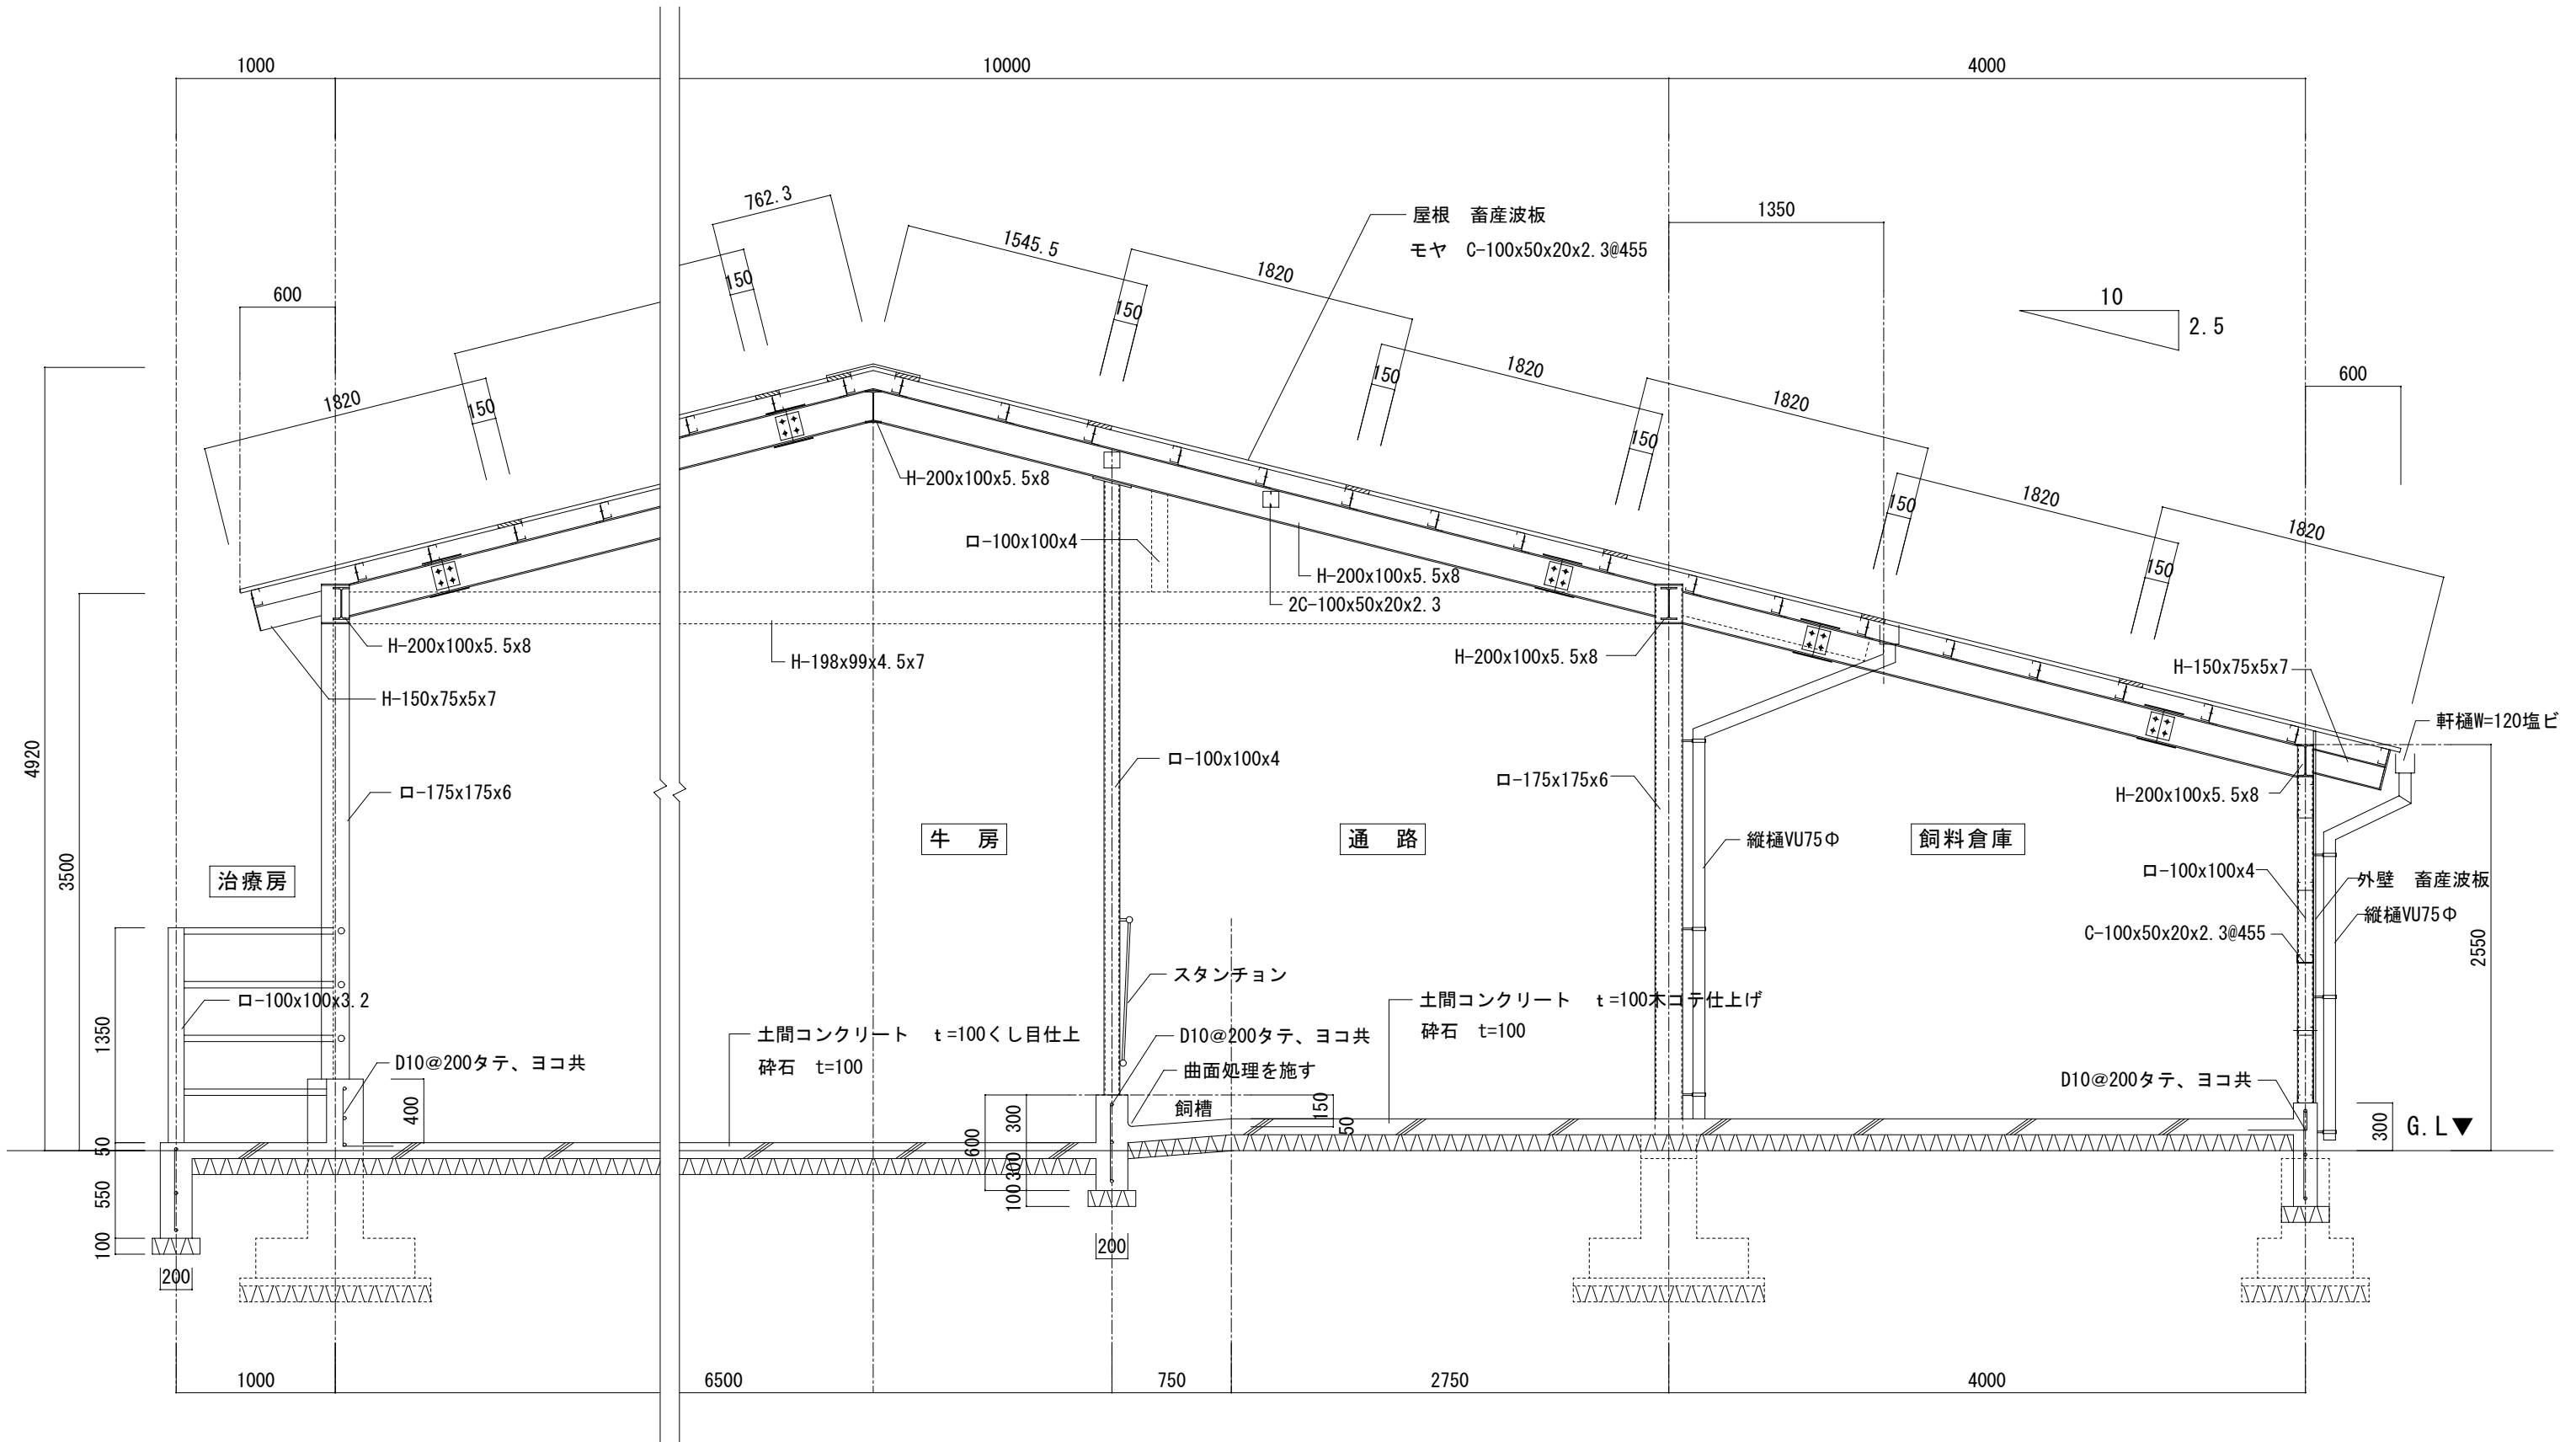 1000
10000
4000
762.3
1545.5
屋根　畜産波板
1350
モヤ　C-100x50x20x2.3@455
1820
150
600
150
10
2.5
1820
150
1820
600
1820
150
150
1820
150
1820
H-200x100x5.5x8
150
ロ-100x100x4
H-200x100x5.5x8
2C-100x50x20x2.3
H-200x100x5.5x8
H-198x99x4.5x7
H-200x100x5.5x8
H-150x75x5x7
H-150x75x5x7
軒樋W=120塩ビ
4920
ロ-100x100x4
ロ-175x175x6
ロ-175x175x6
H-200x100x5.5x8
3500
牛　房
通　路
縦樋VU75Φ
飼料倉庫
治療房
ロ-100x100x4
外壁　畜産波板
縦樋VU75Φ
C-100x50x20x2.3@455
2550
スタンチョン
ロ-100x100x3.2
土間コンクリート　t=100木コテ仕上げ
砕石　t=100
1350
土間コンクリート　t=100くし目仕上
砕石　t=100
D10@200タテ、ヨコ共
D10@200タテ、ヨコ共
曲面処理を施す
D10@200タテ、ヨコ共
400
飼槽
300
150
50
600
300
G.L▼
50
300
550
100
100
200
200
1000
6500
750
2750
4000